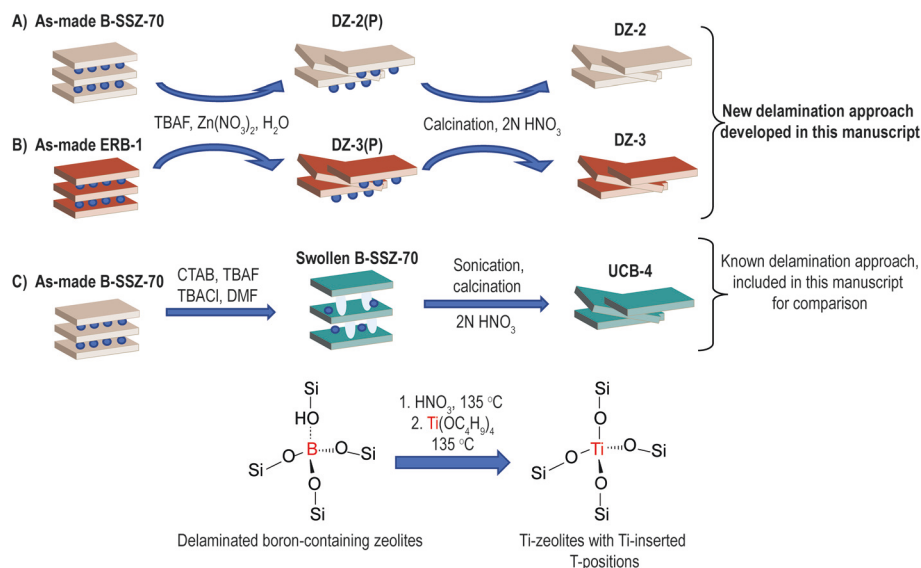 A) As-made B-SSZ-70
DZ-2(P)
DZ-2
TBAF, Zn(NO₃)₂, H₂O
Calcination, 2N HNO₃
New delamination approach
developed in this manuscript
B) As-made ERB-1
DZ-3(P)
DZ-3
C) As-made B-SSZ-70
CTAB, TBAF
TBACl, DMF
Swollen B-SSZ-70
Sonication,
calcination
2N HNO₃
UCB-4
Known delamination approach,
included in this manuscript
for comparison
Si
HO
Si O B O Si
O
Si
1. HNO₃, 135 ºC
2. Ti(OC₄H₉)₄
135 ºC
Si
O
Si O Ti O Si
O
Si
Delaminated boron-containing zeolites
Ti-zeolites with Ti-inserted
T-positions